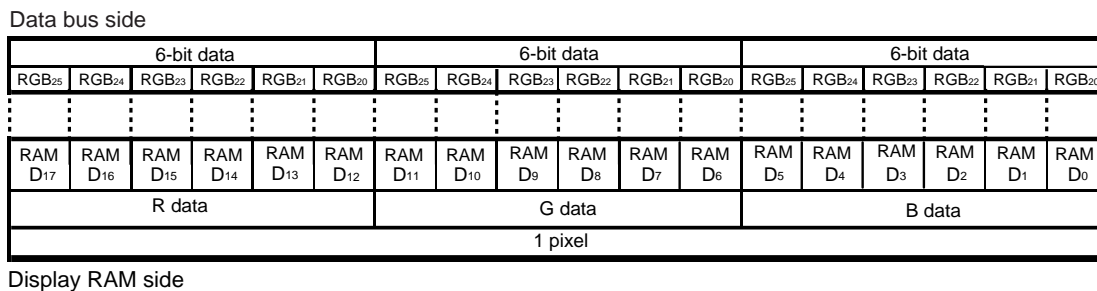 Data bus side
6-bit data 6-bit data 6-bit data
RGB25 RGB24 RGB23 RGB22 RGB21 RGB20 RGB25 RGB24 RGB23 RGB22 RGB21 RGB20 RGB25 RGB24 RGB23 RGB22 RGB21 RGB20
RAM RAM RAM RAM RAM RAM RAM RAM RAM RAM RAM RAM RAM RAM RAM RAM RAM RAM
D17 D16 D15 D14 D13 D12 D11 D10 D9 D8 D7 D6 D5 D4 D3 D2 D1 D0
R data G data B data
1 pixel
Display RAM side